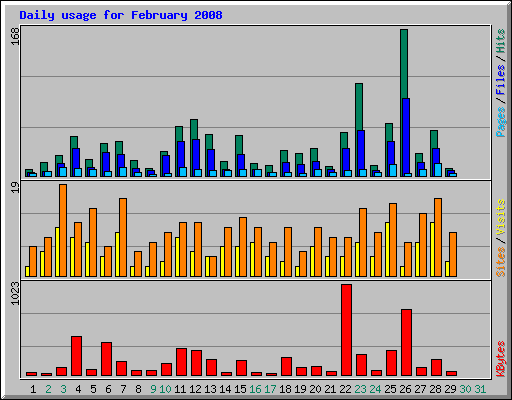 Daily usage for February 2008
168
Pages / Files / Hits
19
Sites / Visits
1023
KBytes
1 2 3 4 5 6 7 8 9 10 11 12 13 14 15 16 17 18 19 20 21 22 23 24 25 26 27 28 29 30 31